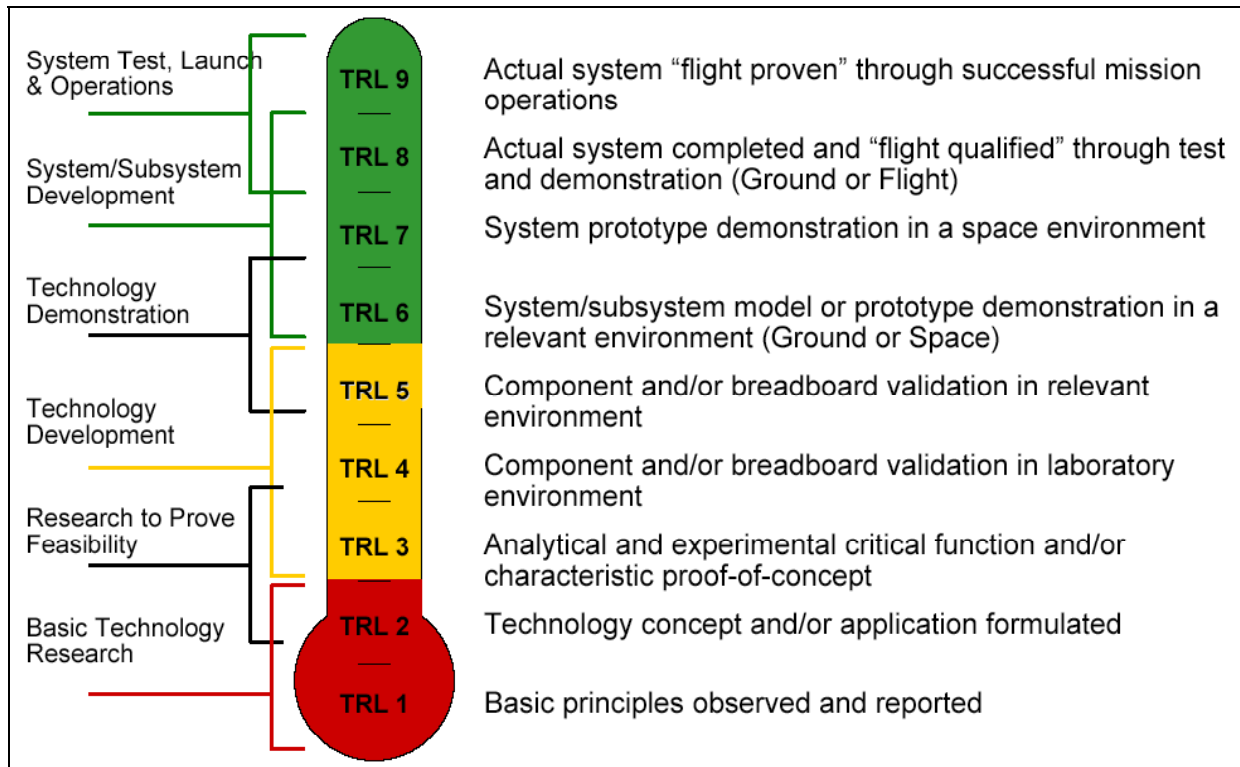 System Test, Launch
& Operations
System/Subsystem
Development
Technology
Demonstration
Technology
Development
Research to Prove
Feasibility
Basic Technology
Research
TRL 9
TRL 8
TRL 7
TRL 6
TRL 5
TRL 4
TRL 3
TRL 2
TRL 1
Actual system “flight proven” through successful mission
operations
Actual system completed and “flight qualified” through test
and demonstration (Ground or Flight)
System prototype demonstration in a space environment
System/subsystem model or prototype demonstration in a
relevant environment (Ground or Space)
Component and/or breadboard validation in relevant
environment
Component and/or breadboard validation in laboratory
environment
Analytical and experimental critical function and/or
characteristic proof-of-concept
Technology concept and/or application formulated
Basic principles observed and reported